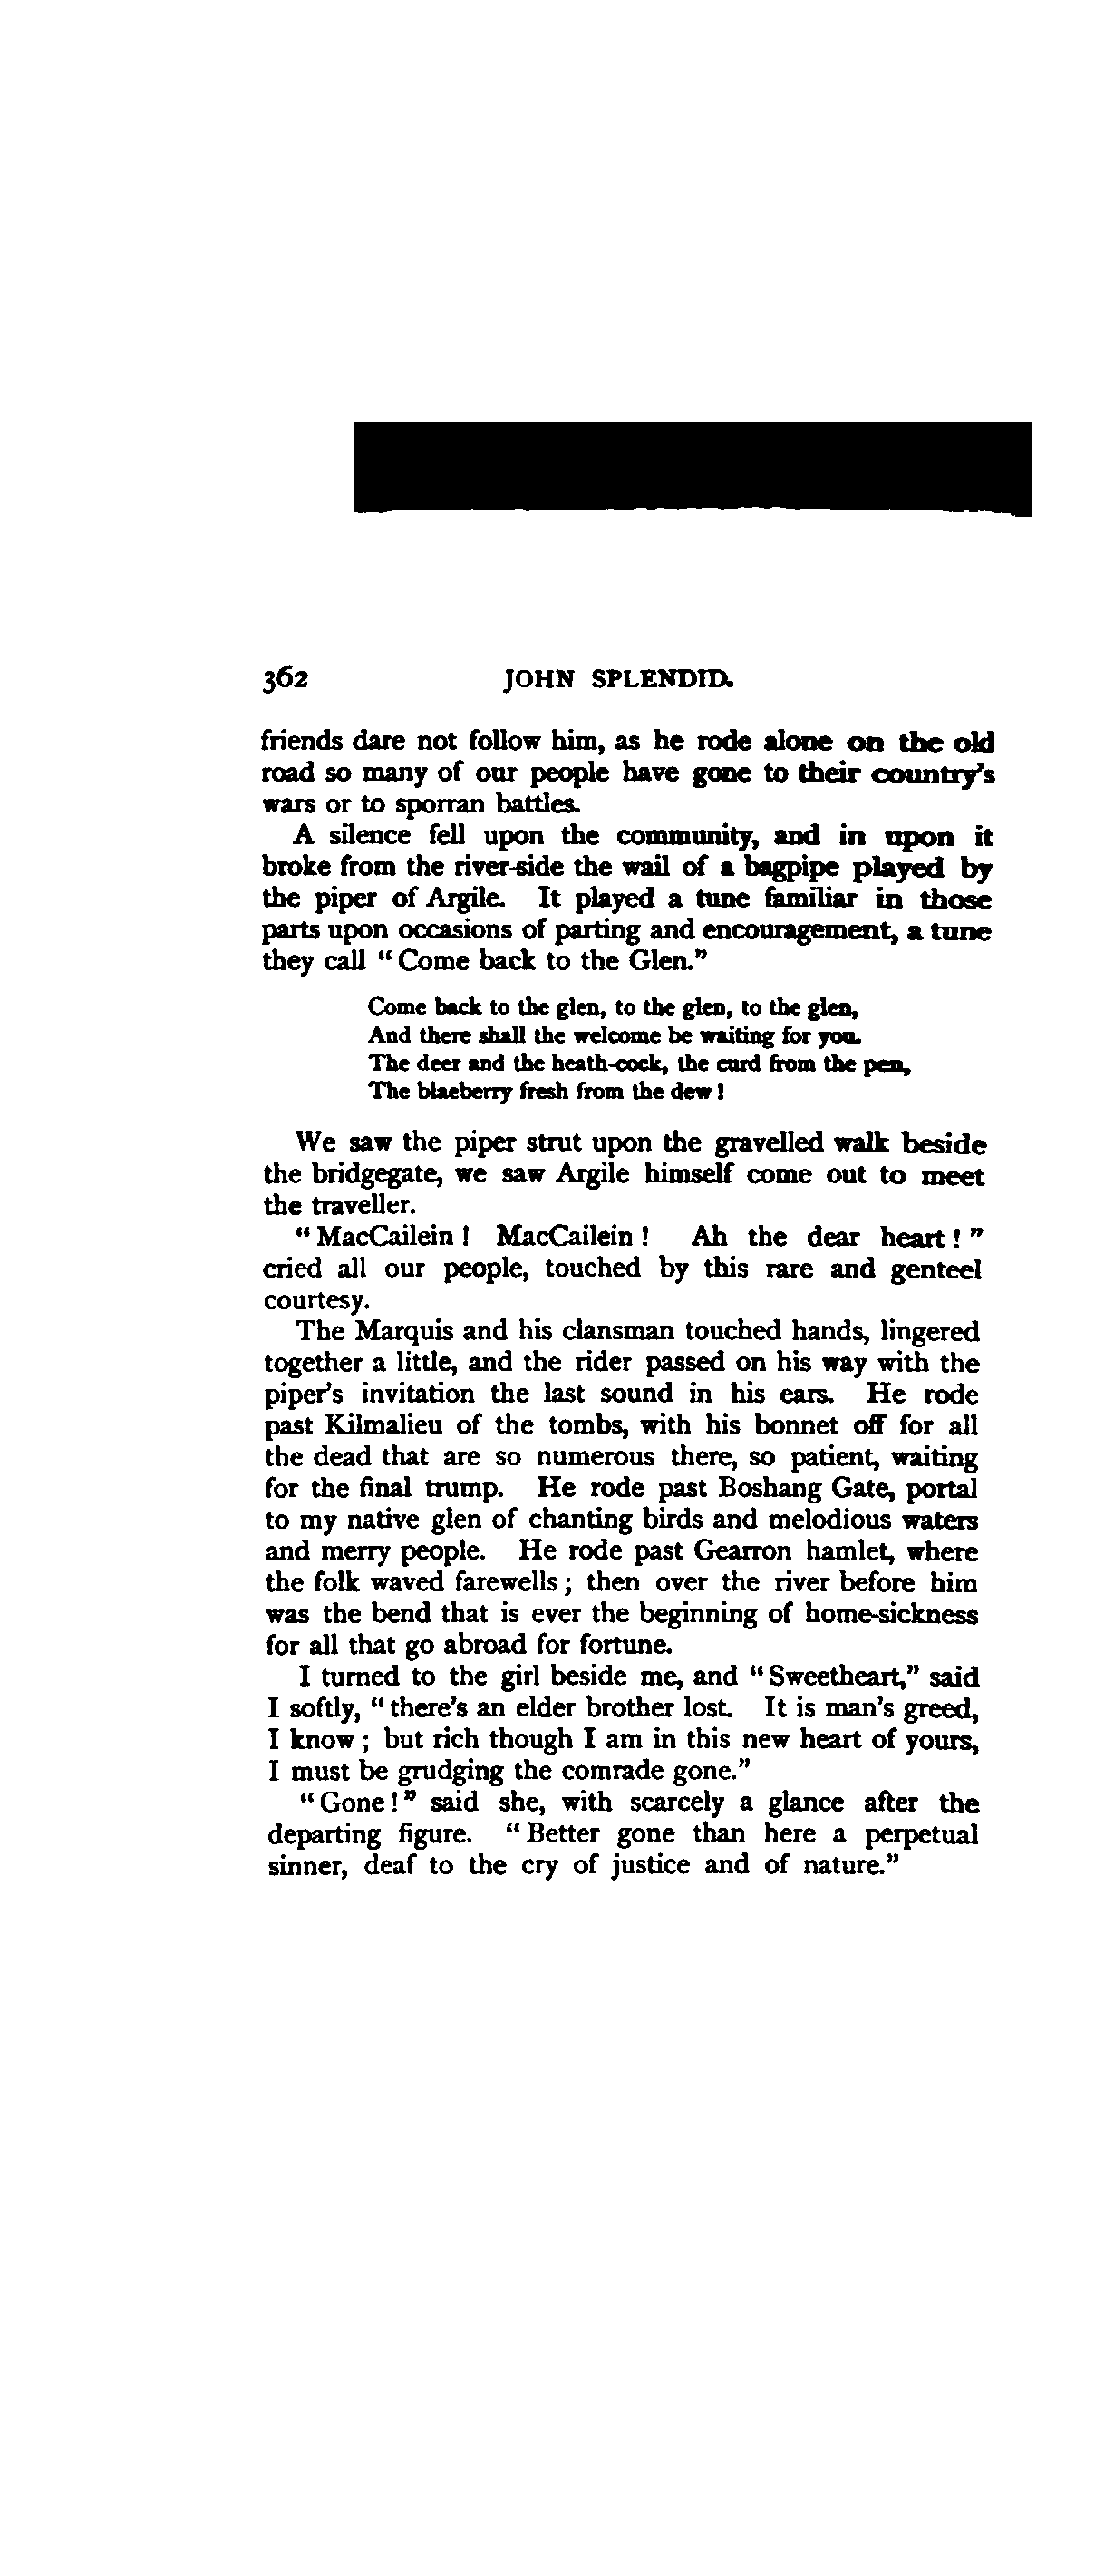 362 JOHN SPLENDID.
friends dare not follow him, as he rode alone on the old
road so many of our people have gone to their country's
wars or to sporran battles.
A silence fell upon the community, and in upon it
broke from the river-side the wail of a bagpipe played by
the piper of Argile. It played a tune familiar in those
parts upon occasions of parting and encouragement, a tune
they call “Come back to the Glen.”
Come back to the glen, to the glen, to the glen,
And there shall the welcome be waiting for you.
The deer and the heath-cock, the curd from the pen,
The blaeberry fresh from the dew!
We saw the piper strut upon the gravelled walk beside
the bridgegate, we saw Argile himself come out to meet
the traveller.
“MacCailein! MacCailein! Ah the dear heart!”
cried all our people, touched by this rare and genteel
courtesy.
The Marquis and his clansman touched hands, lingered
together a little, and the rider passed on his way with the
piper's invitation the last sound in his ears. He rode
past Kilmalieu of the tombs, with his bonnet off for all
the dead that are so numerous there, so patient, waiting
for the final trump. He rode past Boshang Gate, portal
to my native glen of chanting birds and melodious waters
and merry people. He rode past Gearron hamlet, where
the folk waved farewells; then over the river before him
was the bend that is ever the beginning of home-sickness
for all that go abroad for fortune.
I turned to the girl beside me, and “Sweetheart,” said
I softly, “there's an elder brother lost. It is man's greed,
I know; but rich though I am in this new heart of yours,
I must be grudging the comrade gone.”
“Gone!” said she, with scarcely a glance after the
departing figure. “Better gone than here a perpetual
sinner, deaf to the cry of justice and of nature.”